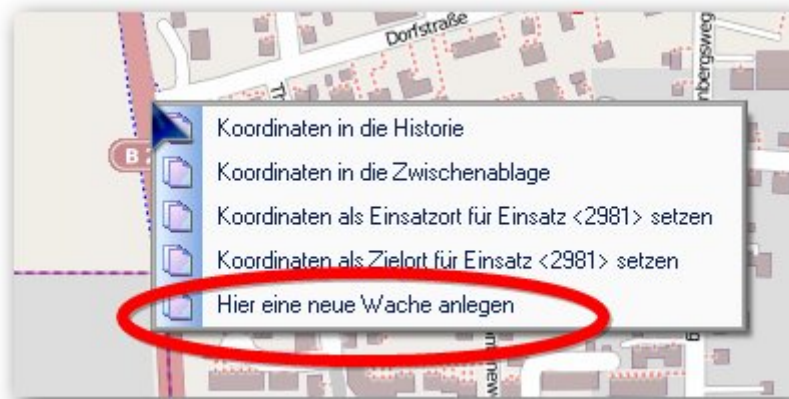 Dorfstraße
Koordinaten in die Historie
B
Koordinaten in die Zwischenablage
Koordinaten als Einsatzort für Einsatz <2981> setzen
Koordinaten als Zielort für Einsatz <2981> setzen
Hier eine neue Wache anlegen